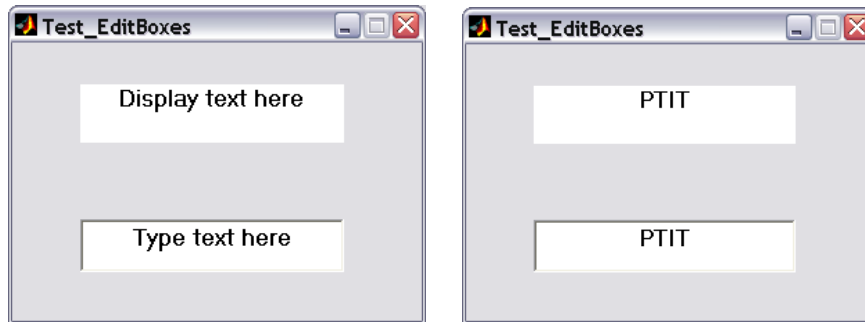 Test_EditBoxes
Display text here
Type text here
Test_EditBoxes
PTIT
PTIT